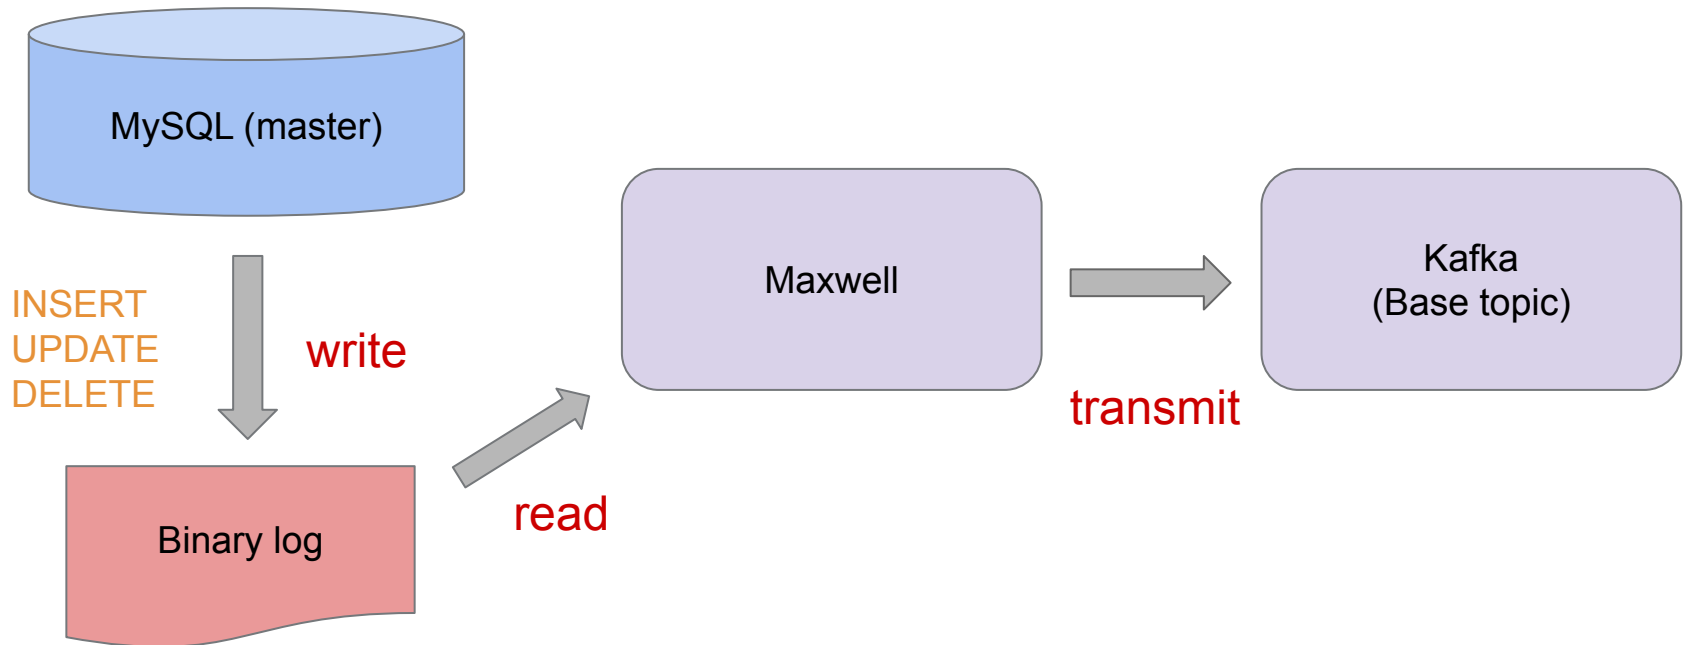 MySQL (master)
INSERT
UPDATE
DELETE
write
Binary log
read
Maxwell
transmit
Kafka
(Base topic)